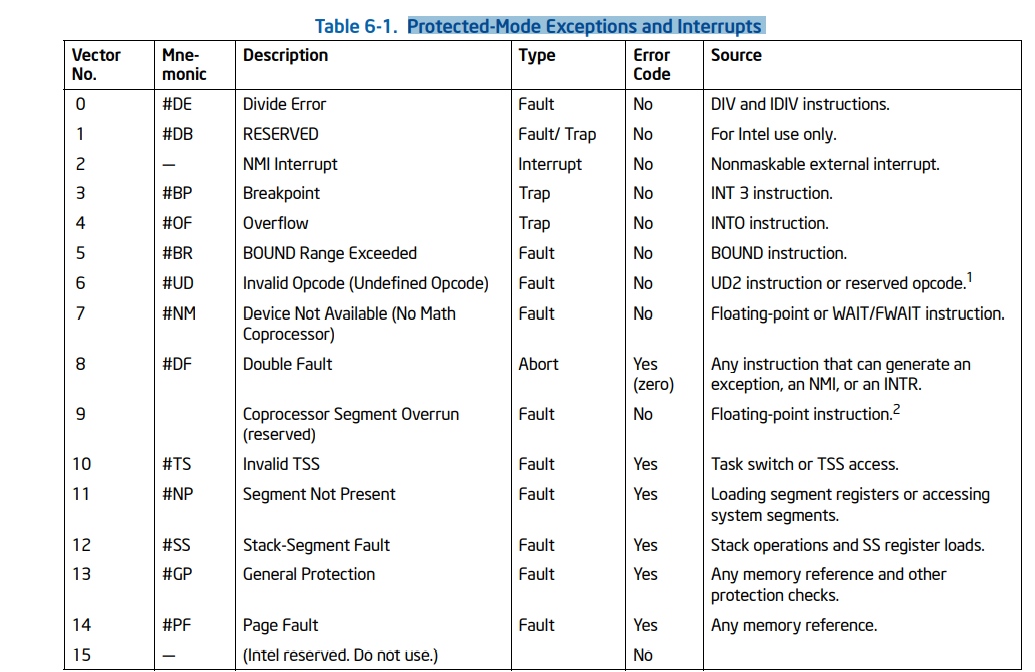 Table 6-1. Protected-Mode Exceptions and Interrupts
Vector No. Mne-monic Description Type Error Code Source
0 #DE Divide Error Fault No DIV and IDIV instructions.
1 #DB RESERVED Fault/ Trap No For Intel use only.
2 — NMI Interrupt Interrupt No Nonmaskable external interrupt.
3 #BP Breakpoint Trap No INT 3 instruction.
4 #OF Overflow Trap No INTO instruction.
5 #BR BOUND Range Exceeded Fault No BOUND instruction.
6 #UD Invalid Opcode (Undefined Opcode) Fault No UD2 instruction or reserved opcode.1
7 #NM Device Not Available (No Math Coprocessor) Fault No Floating-point or WAIT/FWAIT instruction.
8 #DF Double Fault Abort Yes (zero) Any instruction that can generate an exception, an NMI, or an INTR.
9 Coprocessor Segment Overrun (reserved) Fault No Floating-point instruction.2
10 #TS Invalid TSS Fault Yes Task switch or TSS access.
11 #NP Segment Not Present Fault Yes Loading segment registers or accessing system segments.
12 #SS Stack-Segment Fault Fault Yes Stack operations and SS register loads.
13 #GP General Protection Fault Yes Any memory reference and other protection checks.
14 #PF Page Fault Fault Yes Any memory reference.
15 — (Intel reserved. Do not use.) No